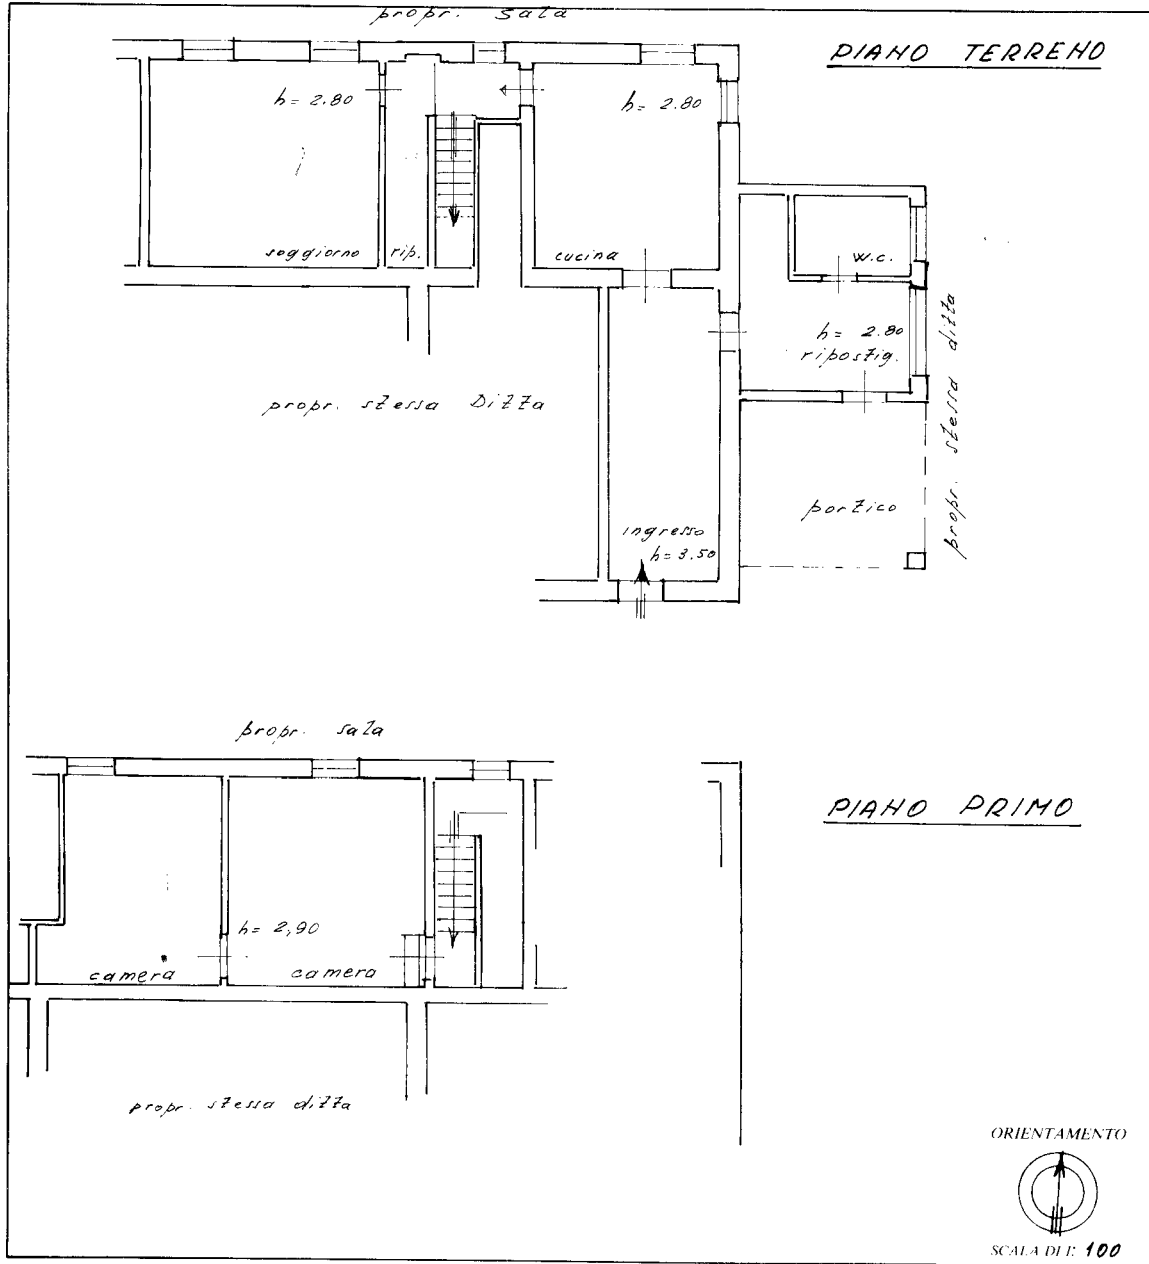 propr. sala
PIANO TERRENO
h= 2.80
h= 2.80
soggiorno
rip.
cucina
w.c.
h= 2.80
ripostig.
propr. stessa ditta
propr. stessa Ditta
portico
ingresso
h= 3.50
propr. sala
PIANO PRIMO
h= 2,90
camera
camera
propr. stessa ditta
ORIENTAMENTO
SCALA DI 1: 100